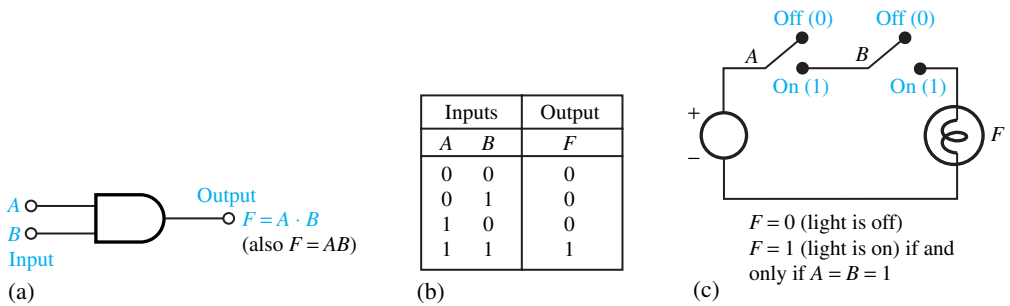 A
B
Input
Output
F = A · B
(also F = AB)
(a)
Inputs Output
A B F
0 0 0
0 1 0
1 0 0
1 1 1
(b)
Off (0) Off (0)
A B
On (1) On (1)
+
−
F
F = 0 (light is off)
F = 1 (light is on) if and
only if A = B = 1
(c)